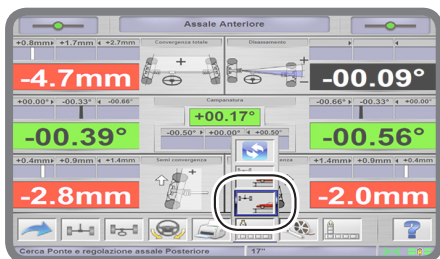 Assale Anteriore
+0.8mm +1.7mm +2.7mm
Convergenza totale
Disassamento
-4.7mm
-00.09°
+00.00° -00.33° -00.66°
Campanatura
-00.66° -00.33° +00.00°
+00.17°
-00.39°
-00.50° +00.00° +00.50°
-00.56°
+0.4mm +0.9mm +1.4mm
Semi convergenza
+1.4mm +0.9mm +0.4mm
-2.8mm
-2.0mm
?
Cerca Ponte e regolazione assale Posteriore
17"